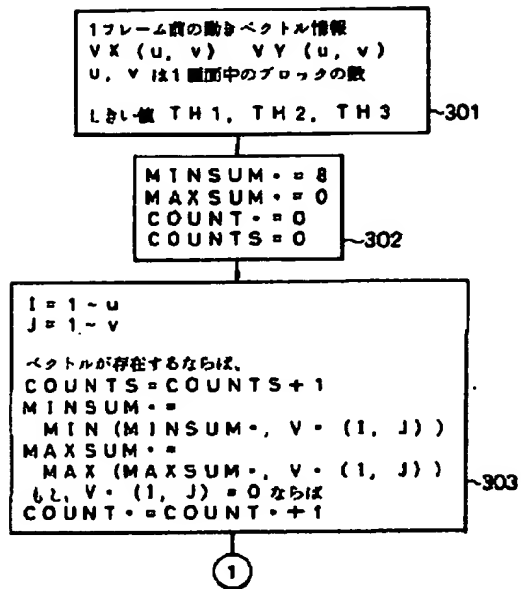 1フレーム前の動きベクトル情報
VX (u, v) VY (u, v)
u, v は1画面中のブロックの数
しきい値 TH1, TH2, TH3
301
MINSUM・=8
MAXSUM・=0
COUNT・=0
COUNTS=0
302
I=1~u
J=1~v
ベクトルが存在するならば、
COUNTS=COUNTS+1
MINSUM・=
MIN (MINSUM・, V・ (I, J))
MAXSUM・=
MAX (MAXSUM・, V・ (I, J))
もし、V・ (I, J) =0 ならば
COUNT・=COUNT・+1
303
1